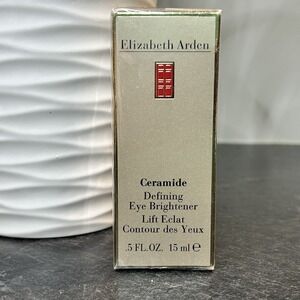 Elizabeth Arden
Ceramide
Defining
Eye Brightener
Lift Eclat
Contour des Yeux
.5 FL.OZ. 15 ml ℮